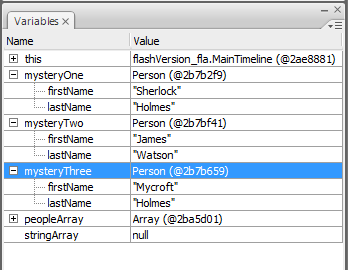 Variables
Name Value
this flashVersion_fla.MainTimeline (@2ae8881)
mysteryOne Person (@2b7b2f9)
firstName "Sherlock"
lastName "Holmes"
mysteryTwo Person (@2b7bf41)
firstName "James"
lastName "Watson"
mysteryThree Person (@2b7b659)
firstName "Mycroft"
lastName "Holmes"
peopleArray Array (@2ba5d01)
stringArray null